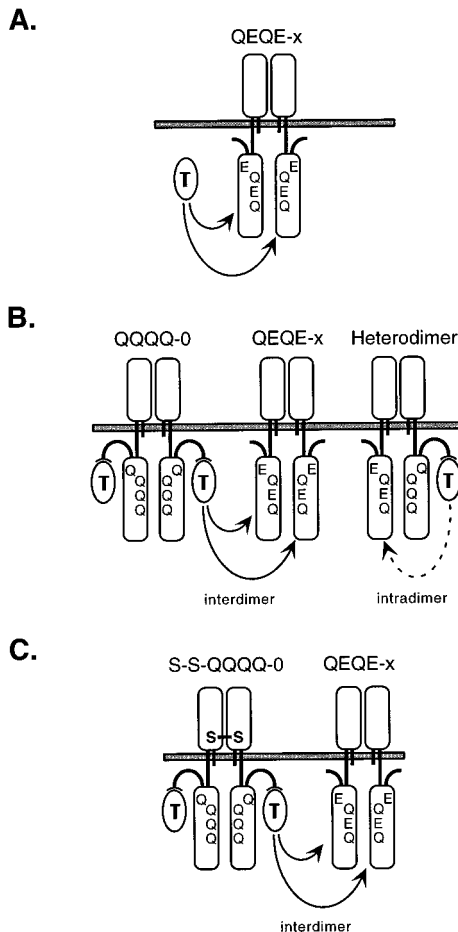 A.
QEQE-x
T
E E
Q Q
E E
Q Q
B.
QQQQ-0 QEQE-x Heterodimer
Q Q E E E Q
T Q Q T Q Q Q Q T
Q Q E E E Q
Q Q Q Q Q Q
interdimer intradimer
C.
S-S-QQQQ-0 QEQE-x
S S
Q Q E E
T Q Q T Q Q
Q Q E E
Q Q Q Q
interdimer